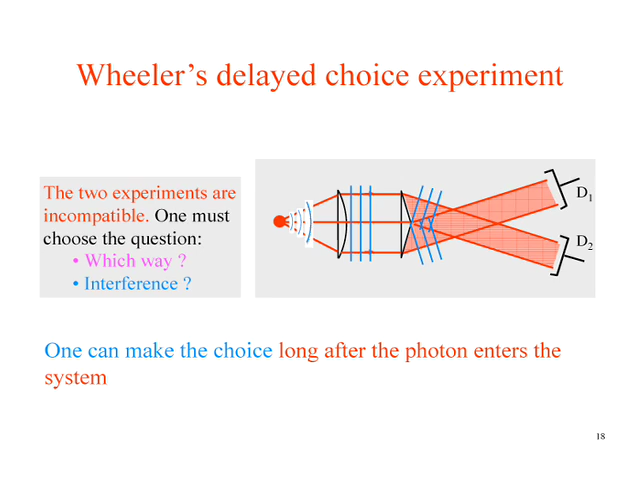 Wheeler's delayed choice experiment
The two experiments are
incompatible. One must
choose the question:
• Which way ?
• Interference ?
D1
D2
One can make the choice long after the photon enters the
system
18